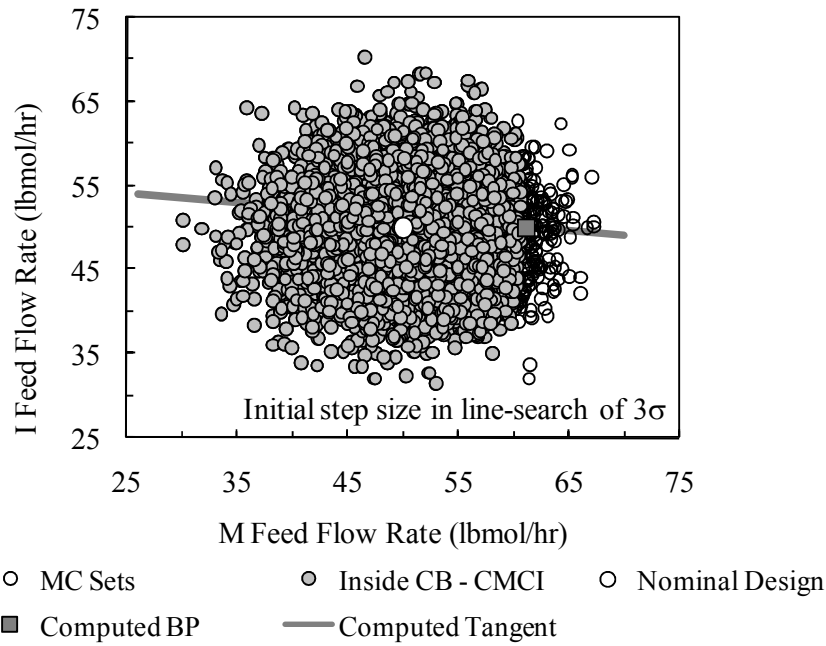 75
65
55
45
35
25
I Feed Flow Rate (lbmol/hr)
Initial step size in line-search of 3σ
25 35 45 55 65 75
M Feed Flow Rate (lbmol/hr)
MC Sets Inside CB - CMCI Nominal Design
Computed BP Computed Tangent